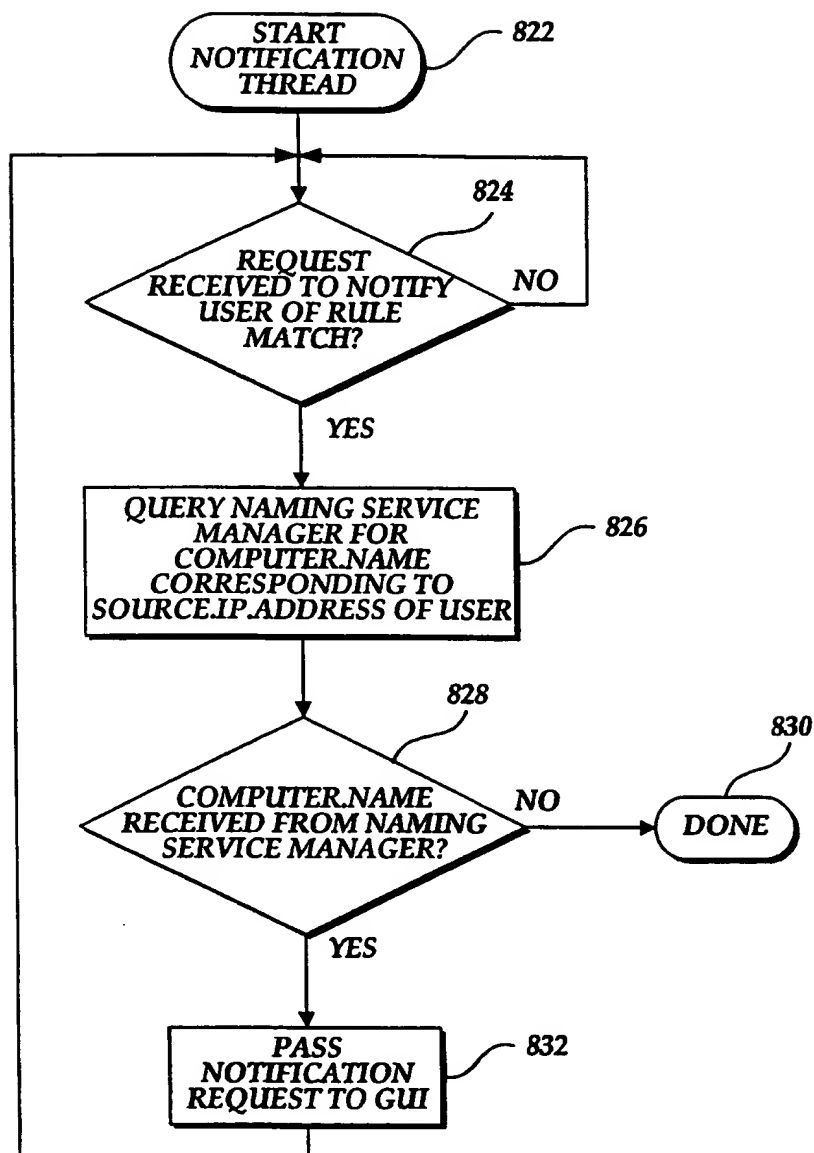 START
NOTIFICATION
THREAD
822
824
REQUEST
RECEIVED TO NOTIFY
USER OF RULE
MATCH?
NO
YES
QUERY NAMING SERVICE
MANAGER FOR
COMPUTER.NAME
CORRESPONDING TO
SOURCE.IP.ADDRESS OF USER
826
828
COMPUTER.NAME
RECEIVED FROM NAMING
SERVICE MANAGER?
NO
830
DONE
YES
PASS
NOTIFICATION
REQUEST TO GUI
832